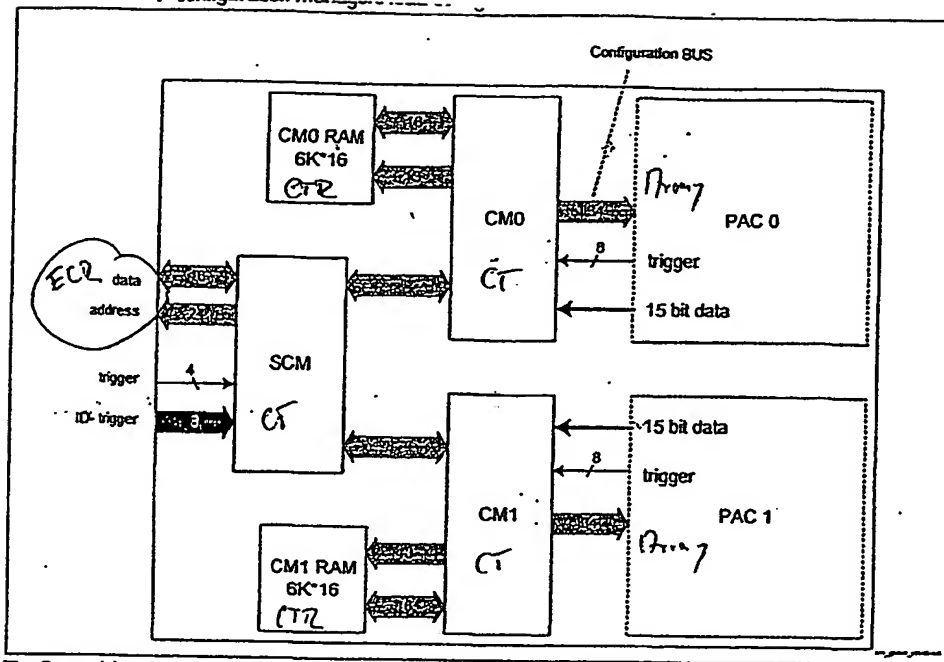 Configuration BUS
CM0 RAM
6K*16
CTR
CM0
CT
Array
PAC 0
8
trigger
15 bit data
ECR data
address
SCM
CT
trigger
4
ID-trigger
8
15 bit data
8
trigger
CM1
CT
PAC 1
Array
CM1 RAM
6K*16
CTR
16